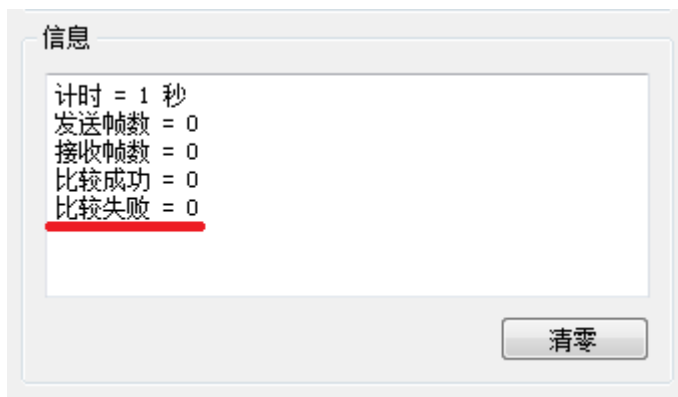 信息
计时 = 1 秒
发送帧数 = 0
接收帧数 = 0
比较成功 = 0
比较失败 = 0
清零